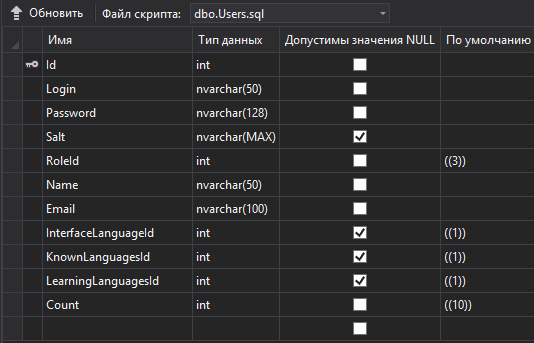 Обновить Файл скрипта: dbo.Users.sql
Имя Тип данных Допустимы значения NULL По умолчанию
Id int
Login nvarchar(50)
Password nvarchar(128)
Salt nvarchar(MAX)
RoleId int ((3))
Name nvarchar(50)
Email nvarchar(100)
InterfaceLanguageId int ((1))
KnownLanguagesId int ((1))
LearningLanguagesId int ((1))
Count int ((10))